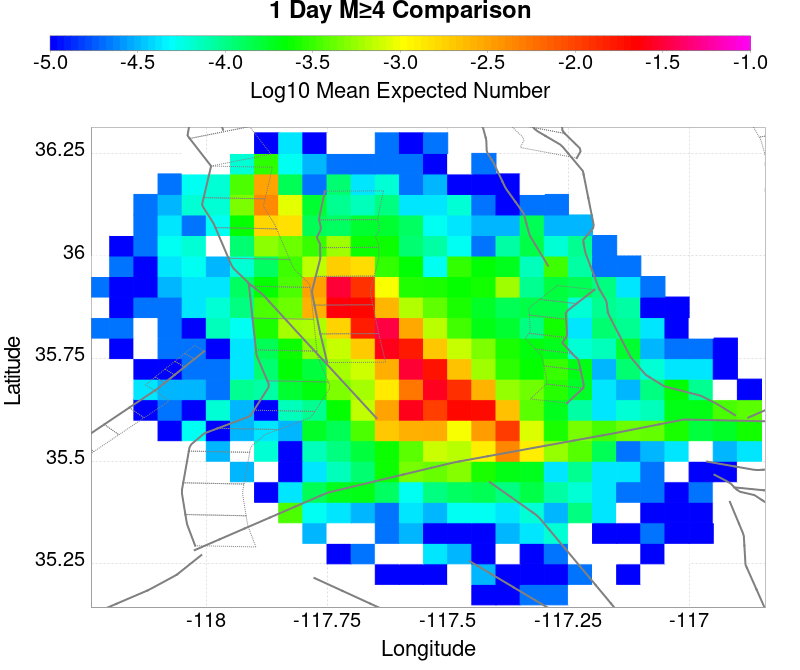 1 Day M≥4 Comparison
-5.0 -4.5 -4.0 -3.5 -3.0 -2.5 -2.0 -1.5 -1.0
Log10 Mean Expected Number
36.25
36
35.75
35.5
35.25
Latitude
-118 -117.75 -117.5 -117.25 -117
Longitude